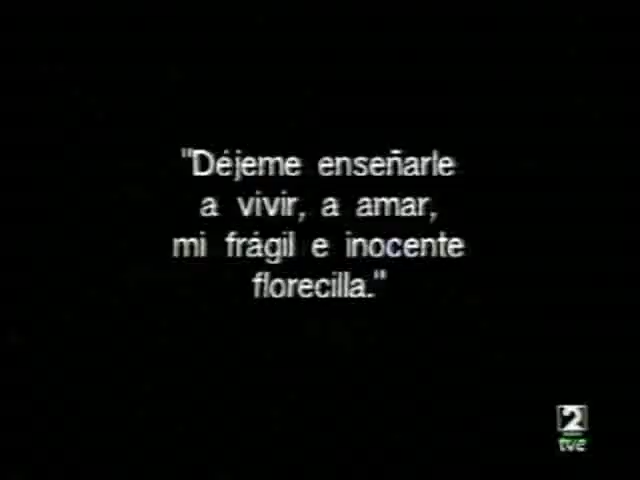 "Déjeme enseñarle
a vivir, a amar,
mi frágil e inocente
florecilla."
2
tve